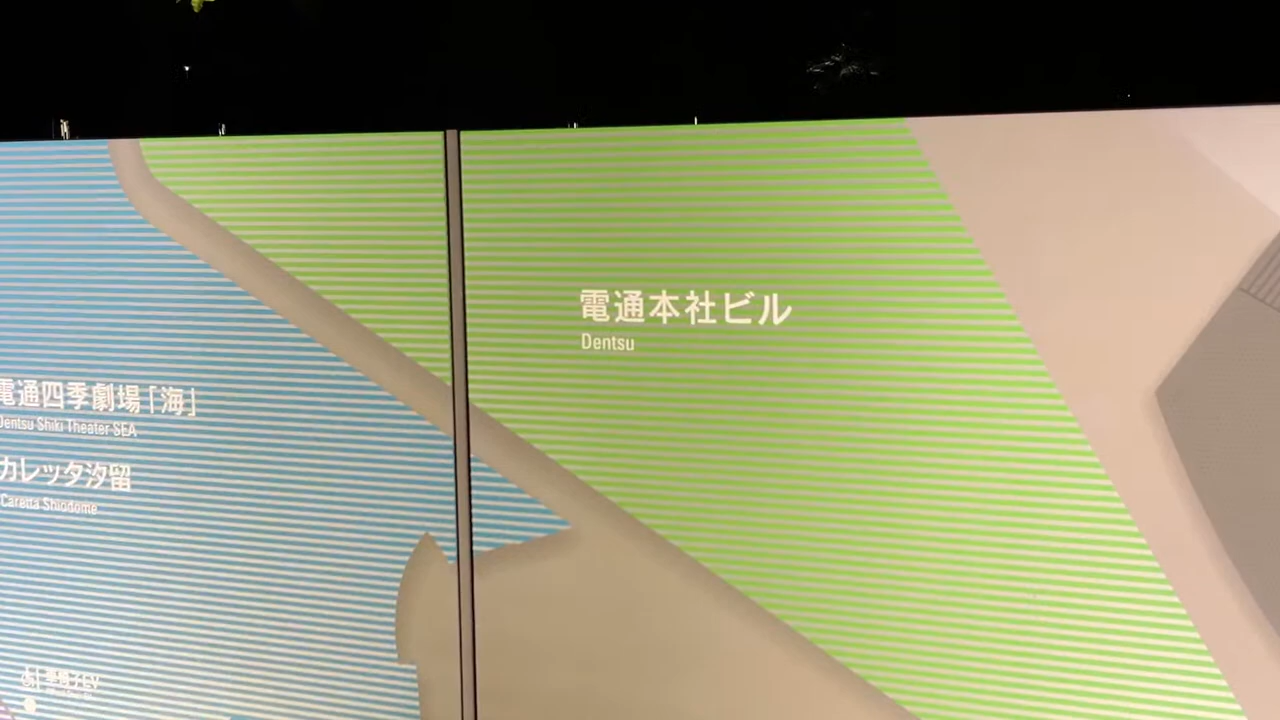 電通本社ビル
Dentsu
電通四季劇場「海」
Dentsu Shiki Theater SEA
カレッタ汐留
Caretta Shiodome